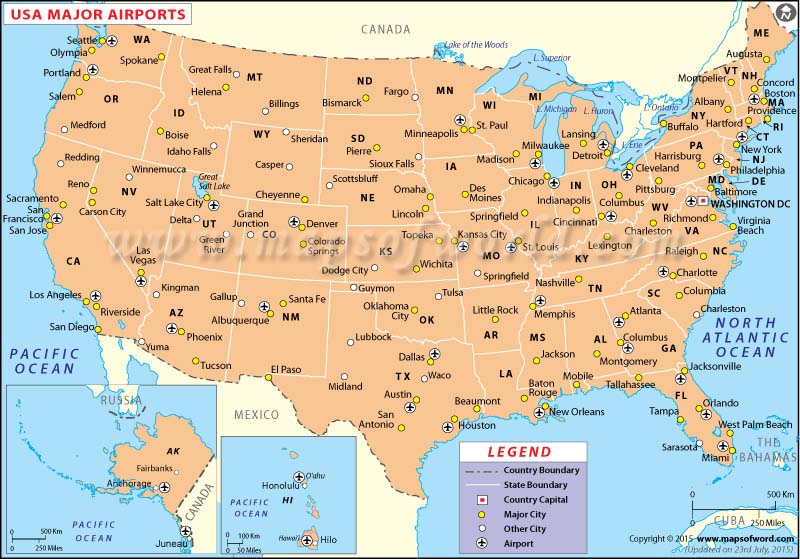 USA MAJOR AIRPORTS
CANADA
N
Seattle
Olympia
WA
Spokane
Portland
Salem
OR
Medford
Great Falls
MT
Helena
Billings
ID
Boise
Idaho Falls
ND
Bismarck
Fargo
Lake of the Woods
MN
Minneapolis
St. Paul
WI
L. Superior
MI
L. Michigan
L. Huron
L. Ontario
L. Erie
ME
Augusta
VT
NH
Montpelier
Concord
Boston
MA
Albany
Providence
RI
NY
Hartford
CT
Buffalo
New York
WY
Sheridan
Casper
Cheyenne
SD
Pierre
Sioux Falls
Scottsbluff
NE
Omaha
Lincoln
IA
Des Moines
Madison
Milwaukee
Lansing
Detroit
Chicago
Cleveland
PA
Harrisburg
Pittsburg
NJ
Philadelphia
DE
MD
Baltimore
WASHINGTON DC
Redding
Winnemucca
Reno
NV
Carson City
Great Salt Lake
Salt Lake City
Delta
UT
Green River
Grand Junction
CO
Denver
Colorado Springs
Sacramento
San Francisco
San Jose
CA
Las Vegas
Kingman
Los Angeles
Riverside
San Diego
AZ
Phoenix
Yuma
Tucson
Gallup
Albuquerque
Santa Fe
NM
El Paso
Topeka
KS
Dodge City
Wichita
Kansas City
MO
St. Louis
Springfield
Springfield
IL
IN
Indianapolis
OH
Columbus
Cincinnati
WV
Charleston
Richmond
VA
Virginia Beach
Lexington
KY
Nashville
TN
Memphis
Raleigh
NC
Charlotte
SC
Columbia
Charleston
Guymon
Tulsa
Oklahoma City
OK
Little Rock
AR
MS
Jackson
AL
Atlanta
Columbus
Montgomery
GA
Lubbock
Midland
Dallas
TX
Waco
Austin
San Antonio
Houston
Beaumont
LA
Baton Rouge
New Orleans
Mobile
Tallahassee
Jacksonville
FL
Orlando
Tampa
West Palm Beach
Sarasota
Miami
PACIFIC OCEAN
NORTH ATLANTIC OCEAN
MEXICO
THE BAHAMAS
CUBA
www.mapsofworld.com
RUSSIA
AK
Fairbanks
Anchorage
CANADA
Juneau
PACIFIC OCEAN
500 Km
500 Miles
O'ahu
Honolulu
HI
PACIFIC OCEAN
Hawai'i
Hilo
100 Km
100 Miles
LEGEND
Country Boundary
State Boundary
Country Capital
Major City
Other City
Airport
500 Km
250 Miles
Copyright © 2015 www.mapsofword.com
(Updated on 23rd July, 2015)